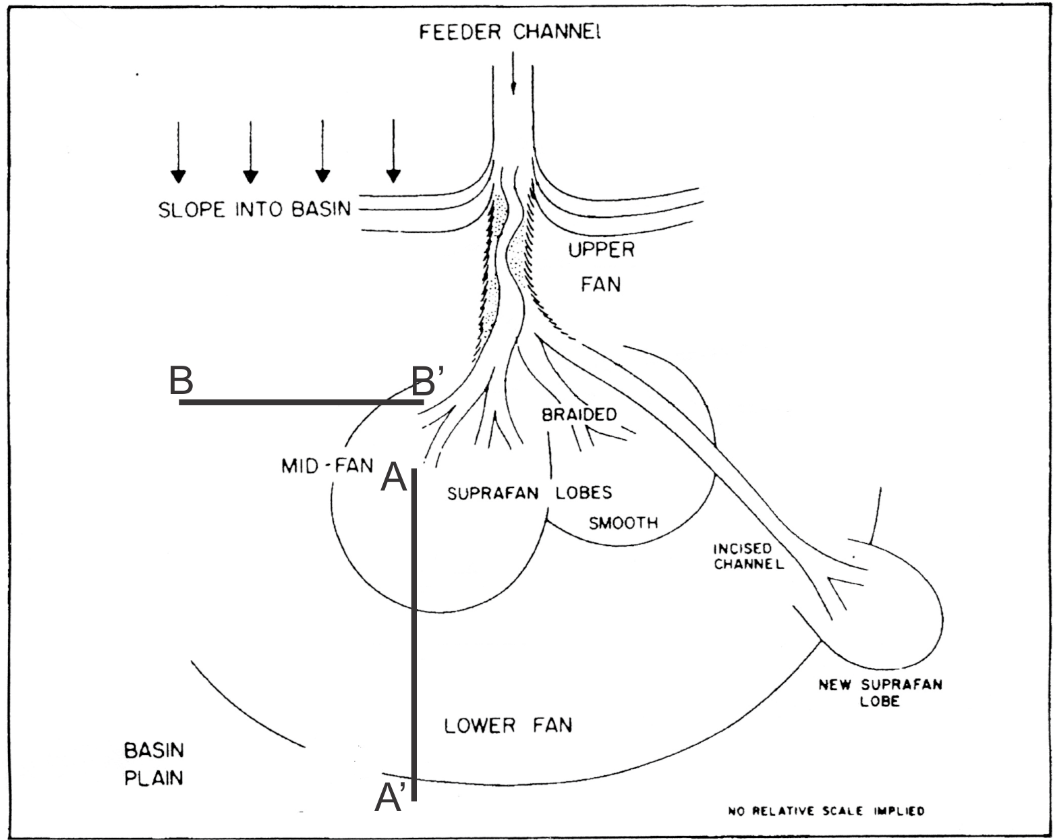 FEEDER CHANNEL
SLOPE INTO BASIN
UPPER
FAN
B
B’
BRAIDED
MID-FAN
A
SUPRAFAN LOBES
SMOOTH
INCISED
CHANNEL
NEW SUPRAFAN
LOBE
LOWER FAN
BASIN
PLAIN
A’
NO RELATIVE SCALE IMPLIED